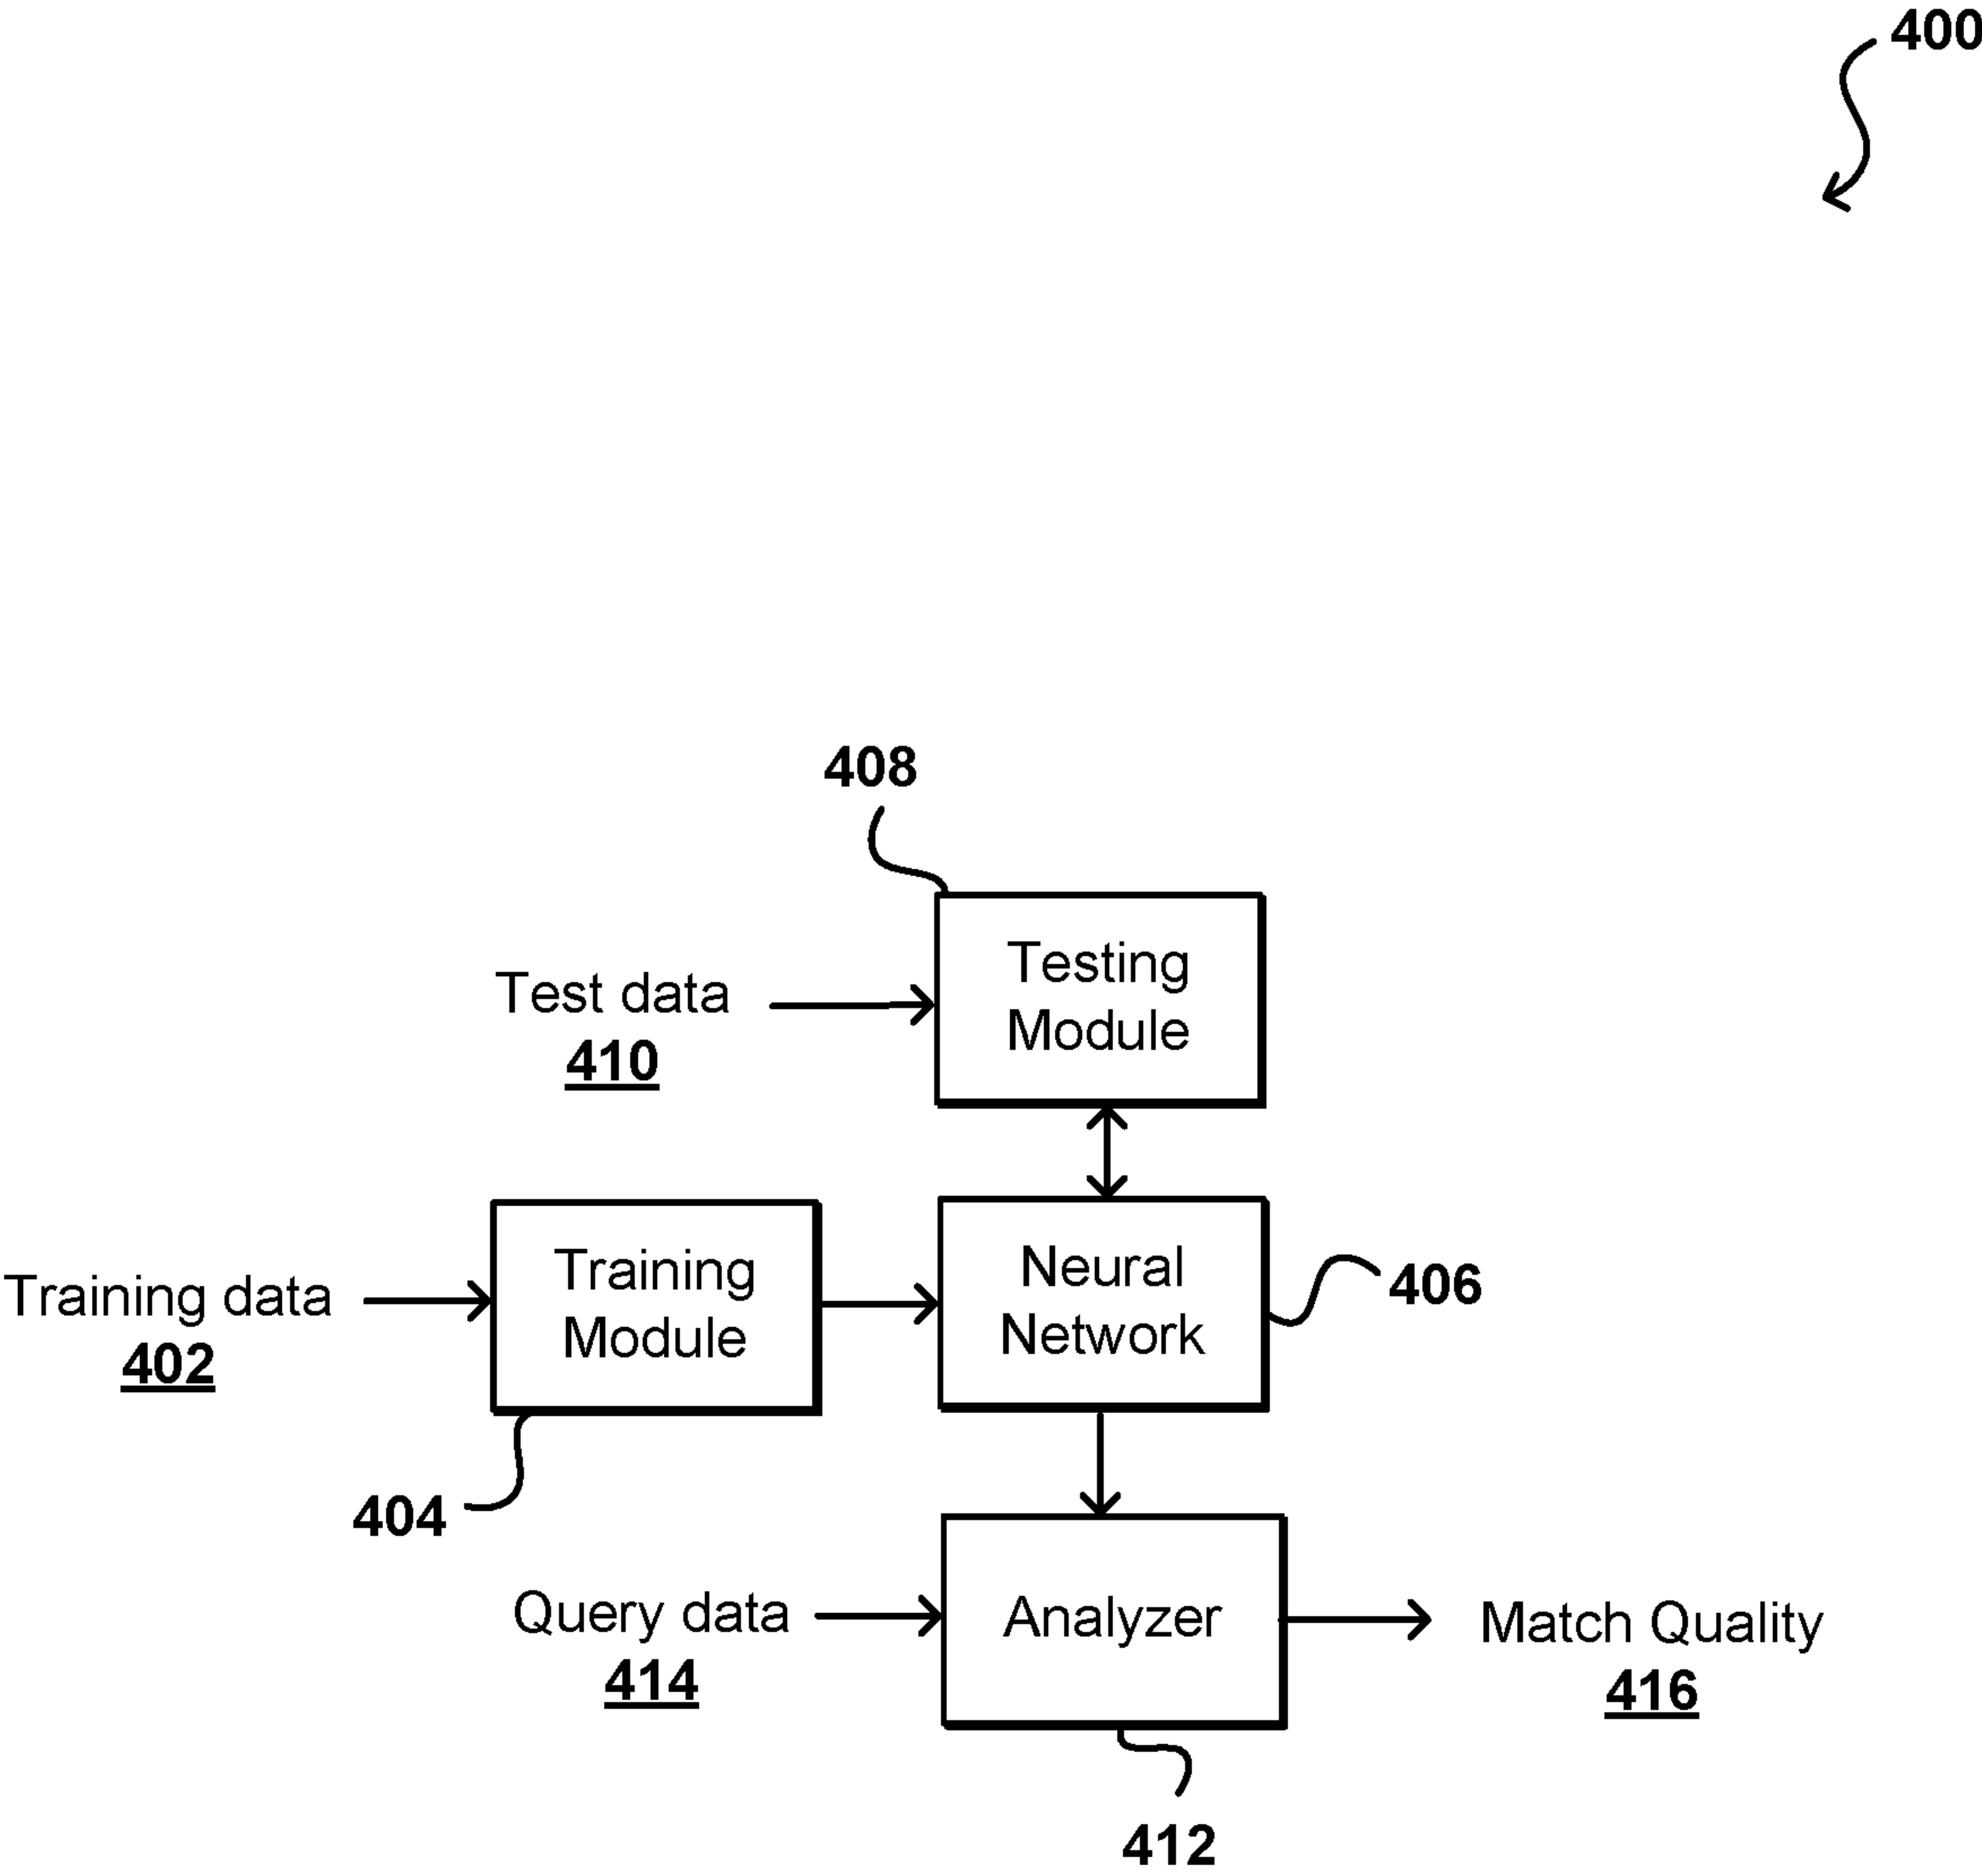 400
408
Testing
Module
Test data
410
Training
Module
Neural
Network
Training data
402
406
404
Query data
414
Analyzer
Match Quality
416
412